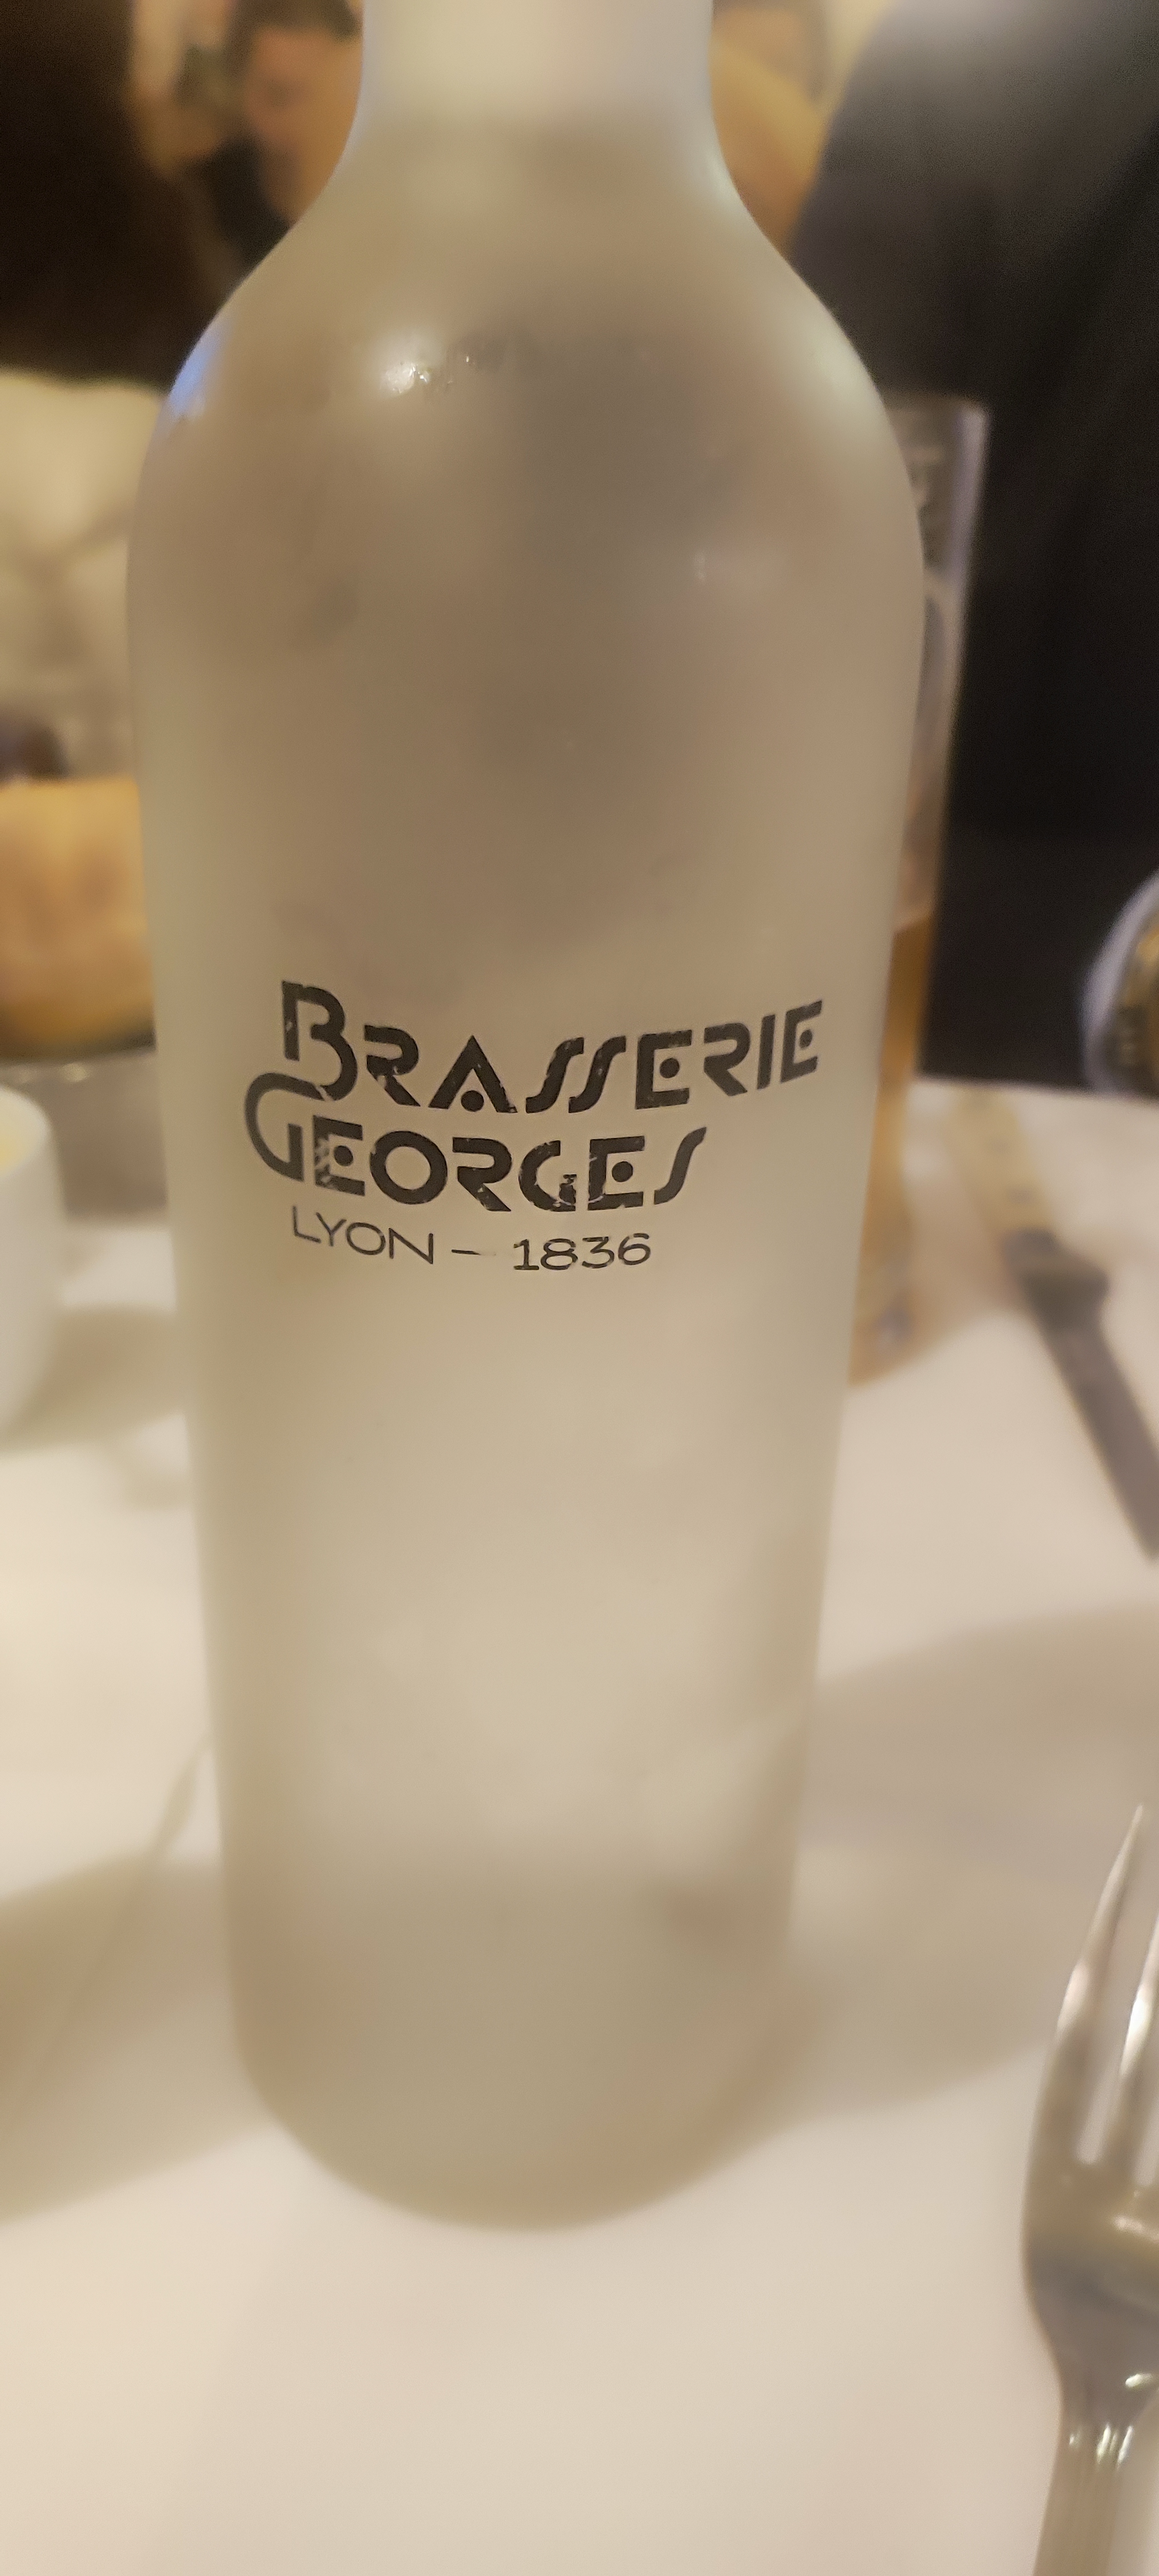 BRASSERIE
GEORGES
LYON – 1836